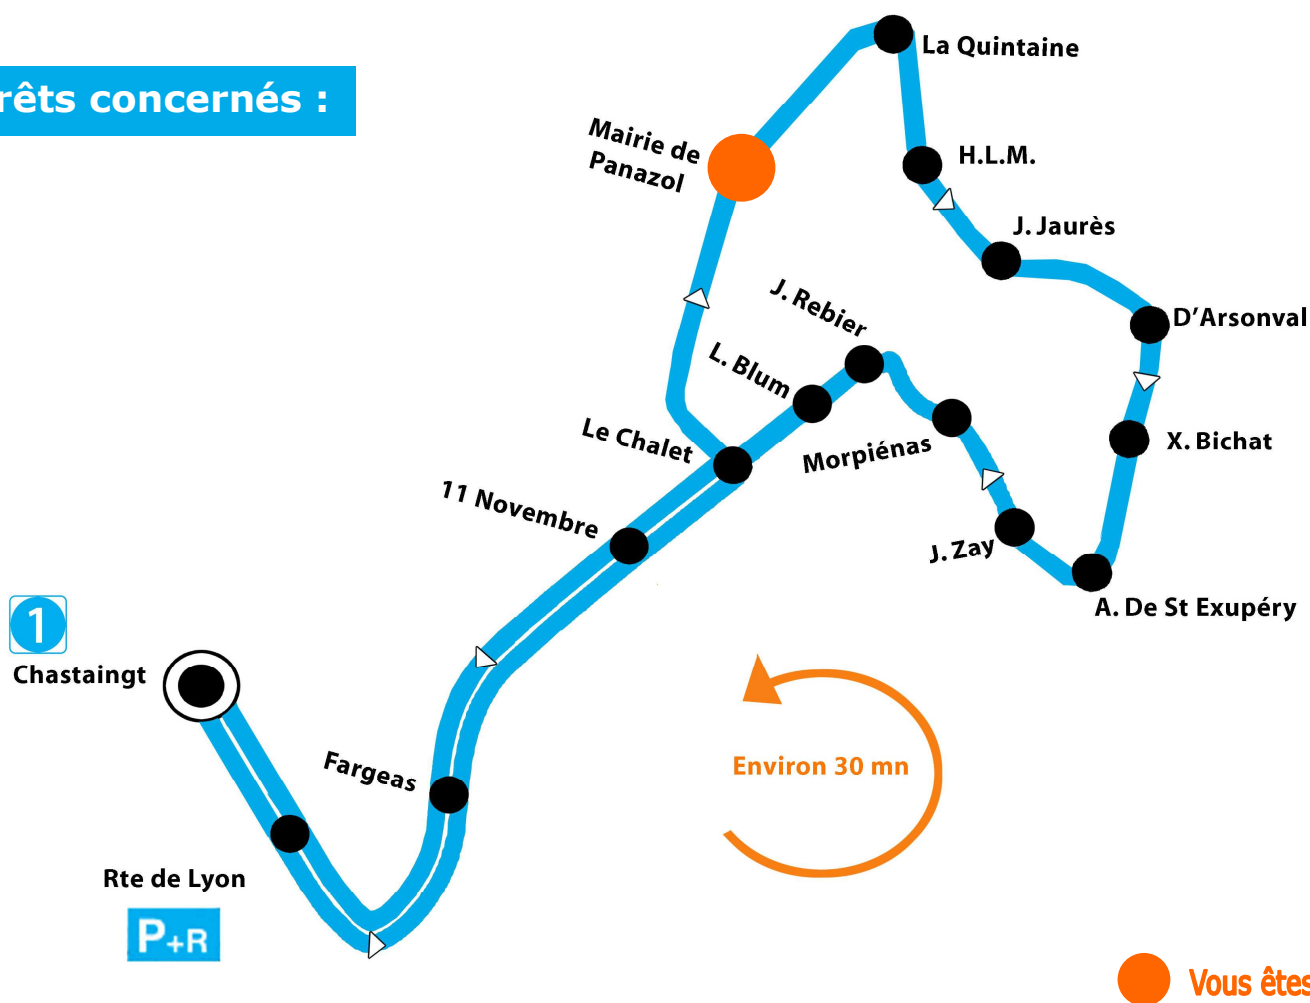 rêts concernés :
La Quintaine
Mairie de
Panazol
H.L.M.
J. Jaurès
D'Arsonval
J. Rebier
L. Blum
Le Chalet
Morpiénas
X. Bichat
11 Novembre
J. Zay
A. De St Exupéry
1
Chastaingt
Fargeas
Environ 30 mn
Rte de Lyon
P+R
Vous êtes